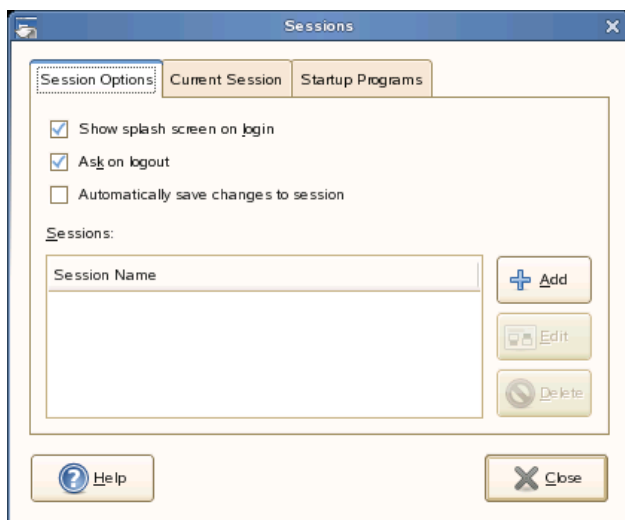 Sessions
Session Options
Current Session
Startup Programs
Show splash screen on login
Ask on logout
Automatically save changes to session
Sessions:
Session Name
Add
Edit
Delete
Help
Close